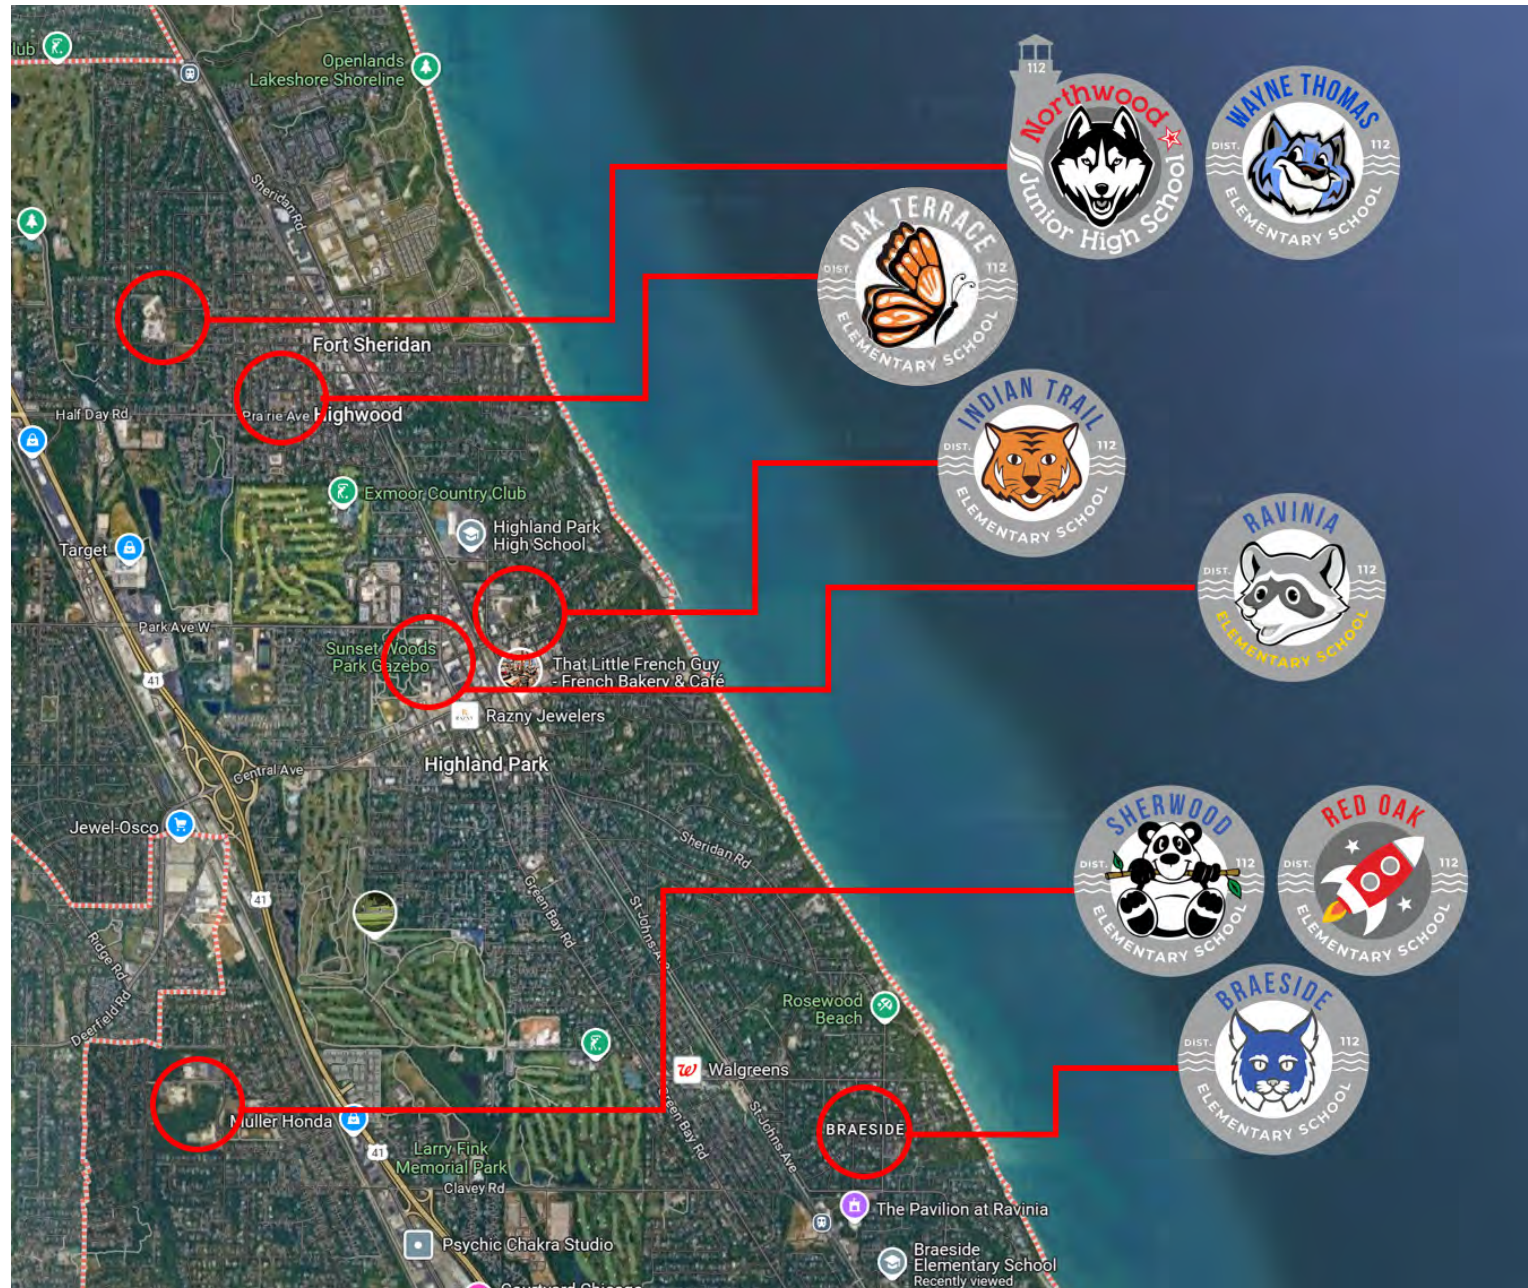 lub
Openlands
Lakeshore Shoreline
Sheridan Rd
Fort Sheridan
Half Day Rd
Prairie Ave
Highwood
Exmoor Country Club
Highland Park
High School
Target
Park Ave W
Sunset Woods
Park Gazebo
That Little French Guy
- French Bakery & Café
41
RAZNY
Razny Jewelers
Highland Park
Central Ave
Jewel-Osco
Sheridan Rd
41
Green Bay Rd
St Johns Ave
Ridge Rd
Deerfield Rd
Rosewood
Beach
Walgreens
Muller Honda
41
Larry Fink
Memorial Park
Clavey Rd
Green Bay Rd
St Johns Ave
BRAESIDE
The Pavilion at Ravinia
Psychic Chakra Studio
Braeside
Elementary School
Recently viewed
Courtyard Chicago
112
Northwood
Junior High School
WAYNE THOMAS
DIST. 112
ELEMENTARY SCHOOL
OAK TERRACE
DIST. 112
ELEMENTARY SCHOOL
INDIAN TRAIL
DIST. 112
ELEMENTARY SCHOOL
RAVINIA
DIST. 112
ELEMENTARY SCHOOL
SHERWOOD
DIST. 112
ELEMENTARY SCHOOL
RED OAK
DIST. 112
ELEMENTARY SCHOOL
BRAESIDE
DIST. 112
ELEMENTARY SCHOOL